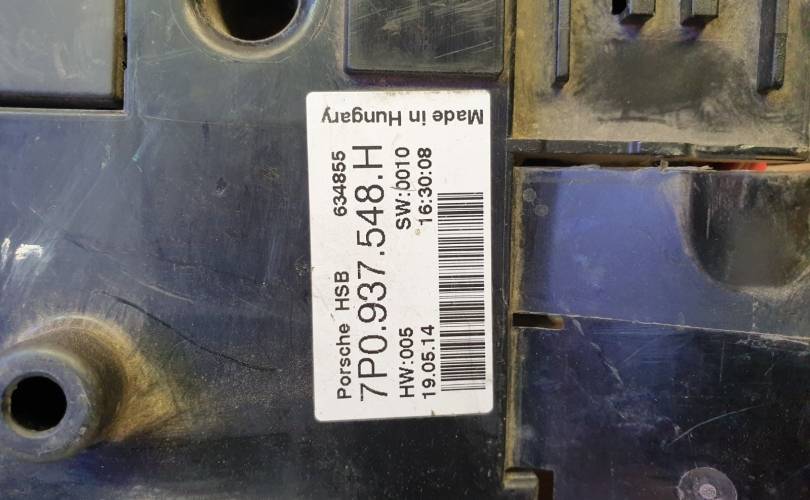 Porsche HSB 634855
7P0.937.548.H
HW:005 SW:0010
19.05.14 16:30:08
Made in Hungary